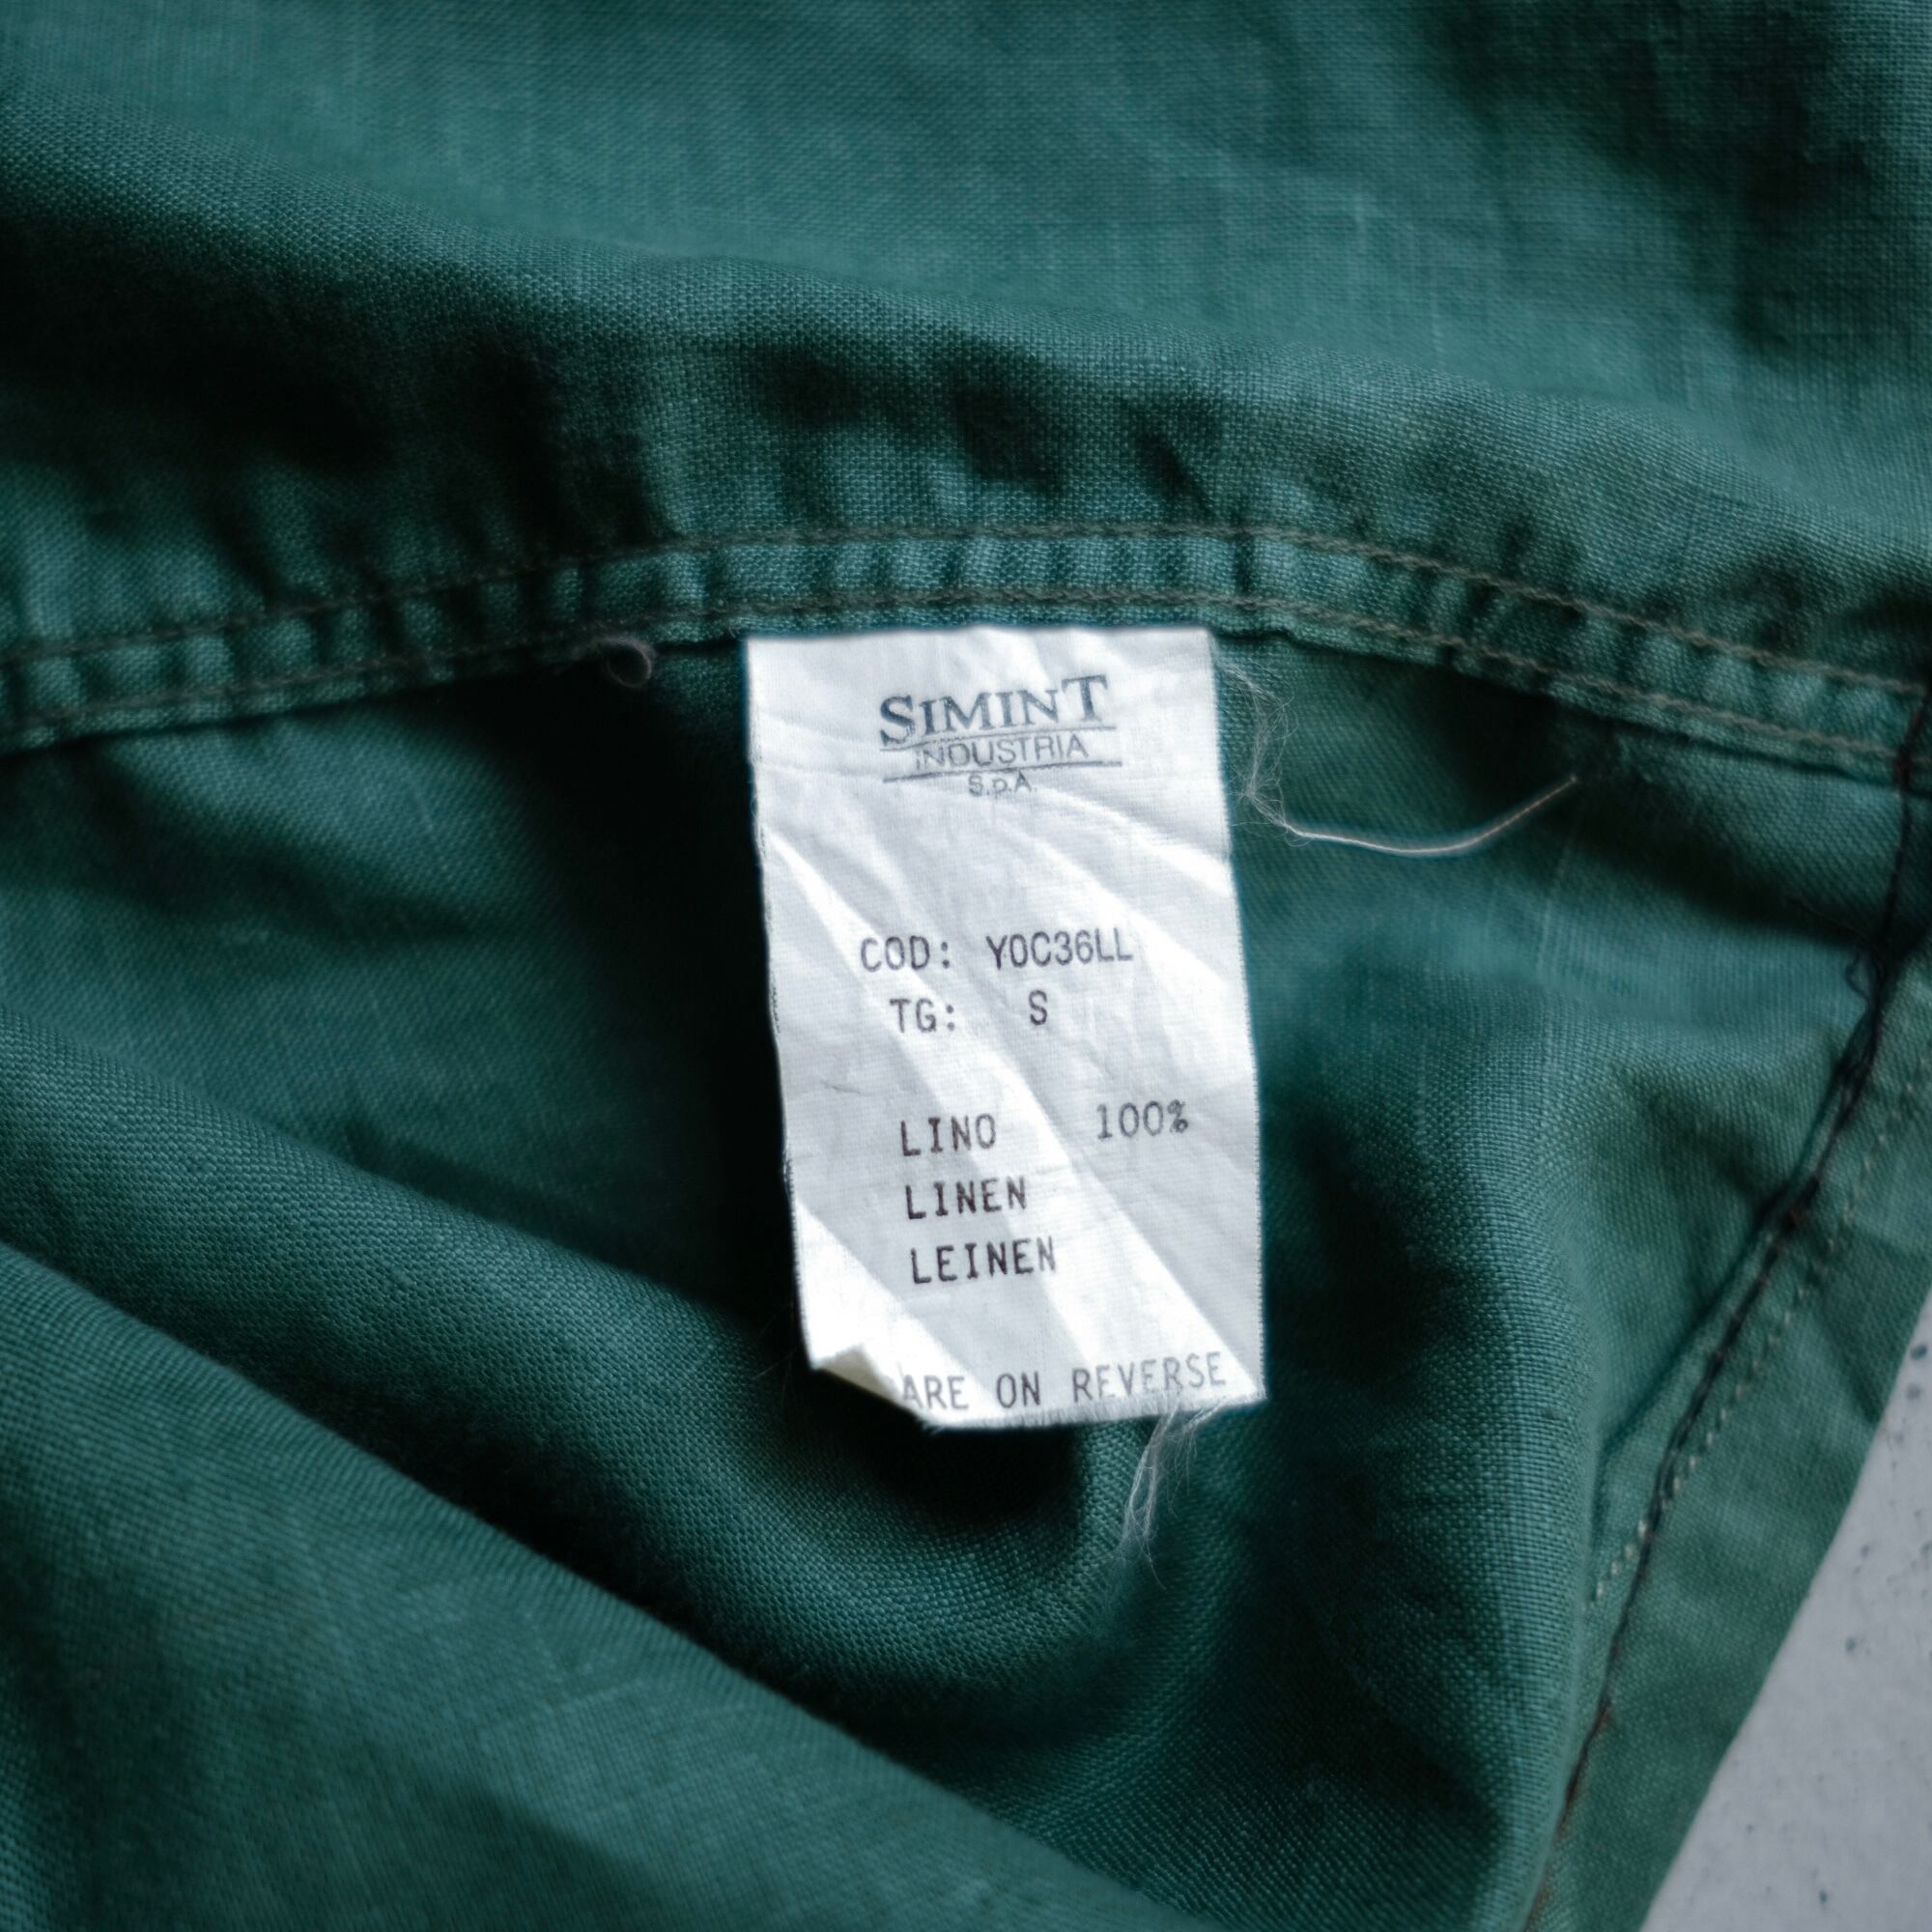 SIMINT
INDUSTRIA
S.p.A.
COD: Y0C36LL
TG: S
LINO 100%
LINEN
LEINEN
ARE ON REVERSE